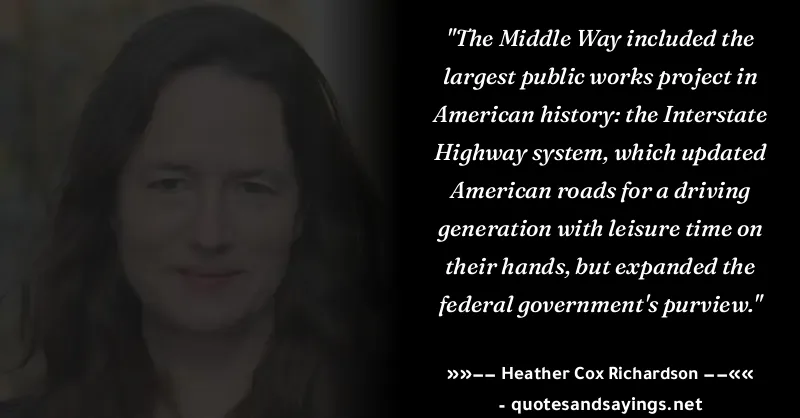 "The Middle Way included the
largest public works project in
American history: the Interstate
Highway system, which updated
American roads for a driving
generation with leisure time on
their hands, but expanded the
federal government's purview."
»»–– Heather Cox Richardson ––««
- quotesandsayings.net